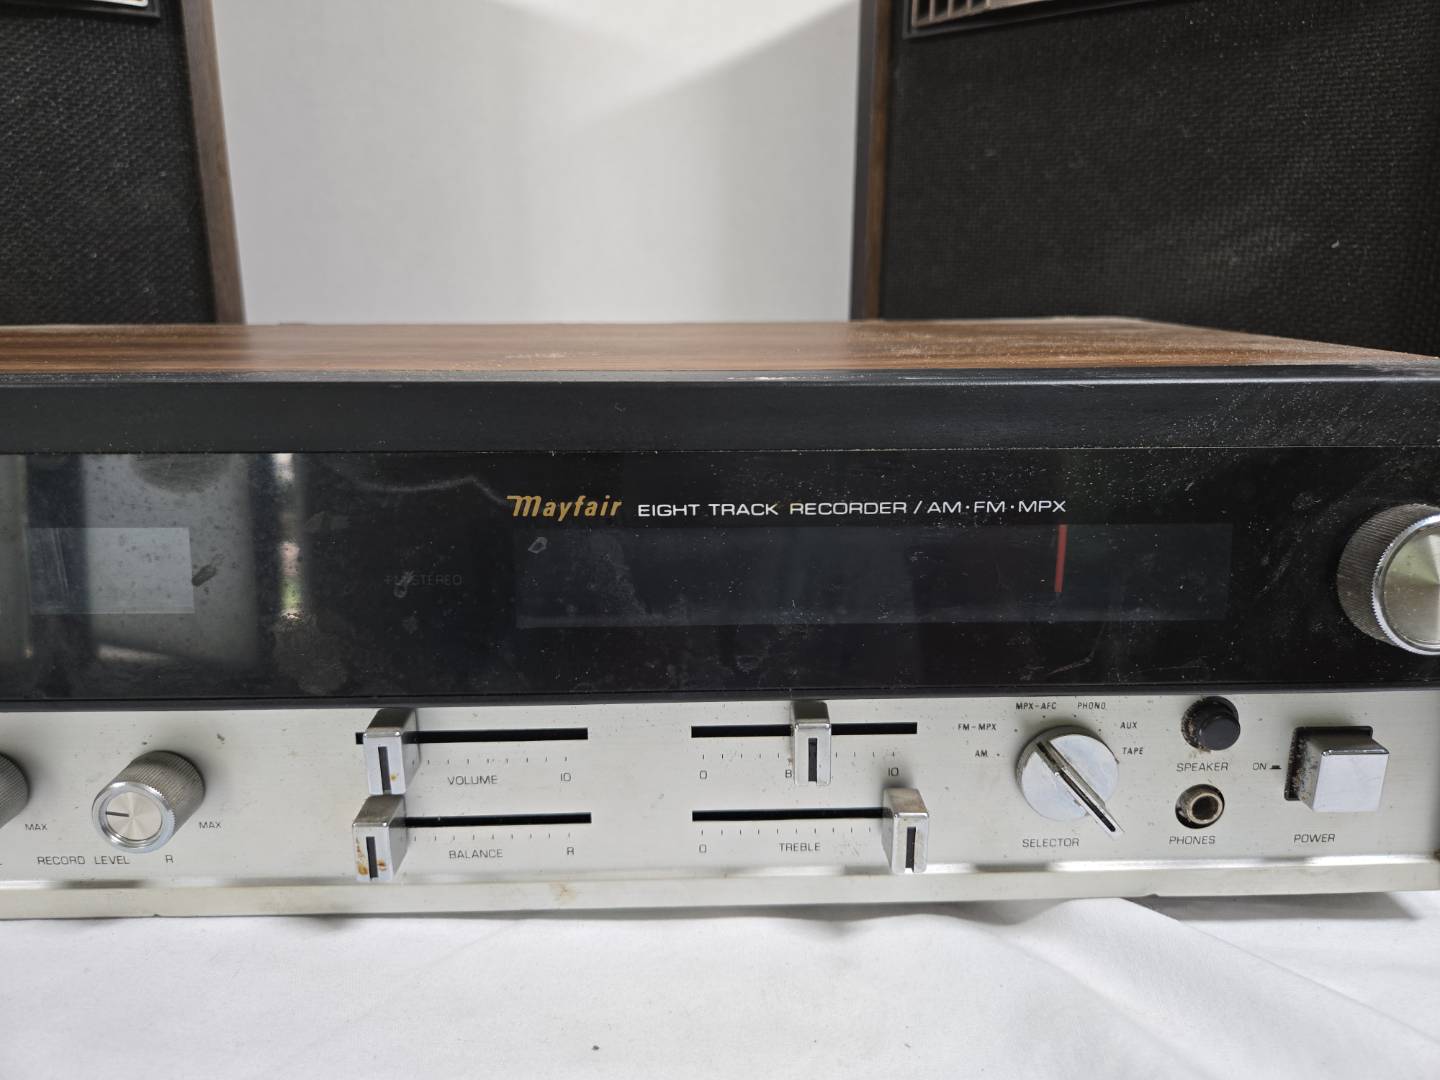 Mayfair EIGHT TRACK RECORDER / AM·FM·MPX
STEREO
MPX-AFC PHONO
FM-MPX AUX
AM TAPE
VOLUME 10
0 B 10
SPEAKER ON
MAX MAX
RECORD LEVEL R
BALANCE R
0 TREBLE
SELECTOR PHONES POWER